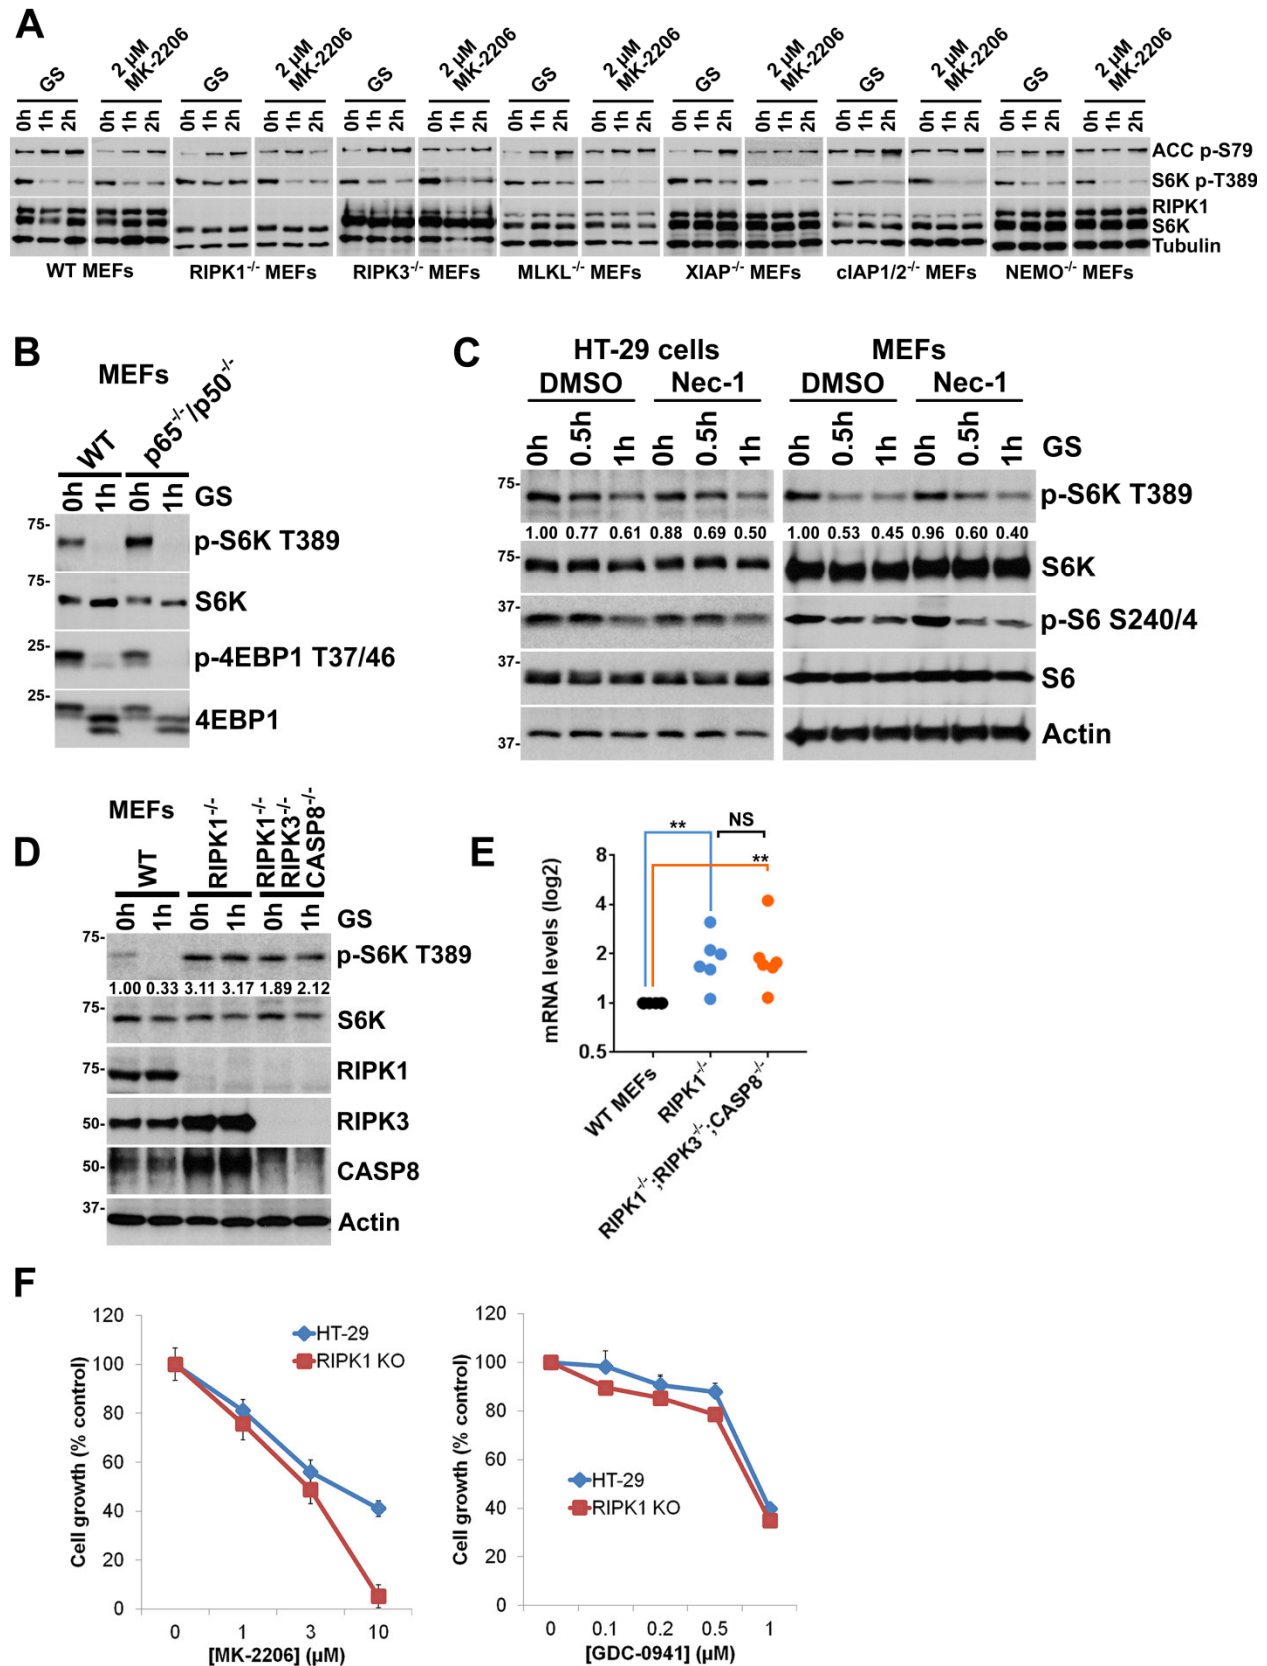 A
GS
2 µM MK-2206
GS
2 µM MK-2206
GS
2 µM MK-2206
GS
2 µM MK-2206
GS
2 µM MK-2206
GS
2 µM MK-2206
GS
2 µM MK-2206
0h 1h 2h 0h 1h 2h 0h 1h 2h 0h 1h 2h 0h 1h 2h 0h 1h 2h 0h 1h 2h 0h 1h 2h 0h 1h 2h 0h 1h 2h 0h 1h 2h 0h 1h 2h 0h 1h 2h 0h 1h 2h
ACC p-S79
S6K p-T389
RIPK1
S6K
Tubulin
WT MEFs RIPK1-/- MEFs RIPK3-/- MEFs MLKL-/- MEFs XIAP-/- MEFs cIAP1/2-/- MEFs NEMO-/- MEFs
B
MEFs
WT p65-/-/p50-/-
0h 1h 0h 1h GS
75- p-S6K T389
75- S6K
25- p-4EBP1 T37/46
25- 4EBP1
C
HT-29 cells MEFs
DMSO Nec-1 DMSO Nec-1
0h 0.5h 1h 0h 0.5h 1h 0h 0.5h 1h 0h 0.5h 1h GS
75- p-S6K T389
1.00 0.77 0.61 0.88 0.69 0.50 1.00 0.53 0.45 0.96 0.60 0.40
75- S6K
37- p-S6 S240/4
37- S6
37- Actin
D
MEFs
WT RIPK1-/- RIPK1-/- RIPK3-/- CASP8-/-
0h 1h 0h 1h 0h 1h GS
75- p-S6K T389
1.00 0.33 3.11 3.17 1.89 2.12
75- S6K
75- RIPK1
50- RIPK3
50- CASP8
37- Actin
E
mRNA levels (log2)
8
4
2
1
0.5
** NS
**
WT MEFs
RIPK1-/-
RIPK1-/-;RIPK3-/-;CASP8-/-
F
Cell growth (% control)
120
100
80
60
40
20
0
HT-29
RIPK1 KO
0 1 3 10
[MK-2206] (µM)
Cell growth (% control)
120
100
80
60
40
20
0
HT-29
RIPK1 KO
0 0.1 0.2 0.5 1
[GDC-0941] (µM)